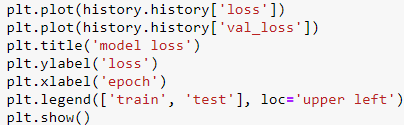 plt.plot(history.history['loss'])
plt.plot(history.history['val_loss'])
plt.title('model loss')
plt.ylabel('loss')
plt.xlabel('epoch')
plt.legend(['train', 'test'], loc='upper left')
plt.show()